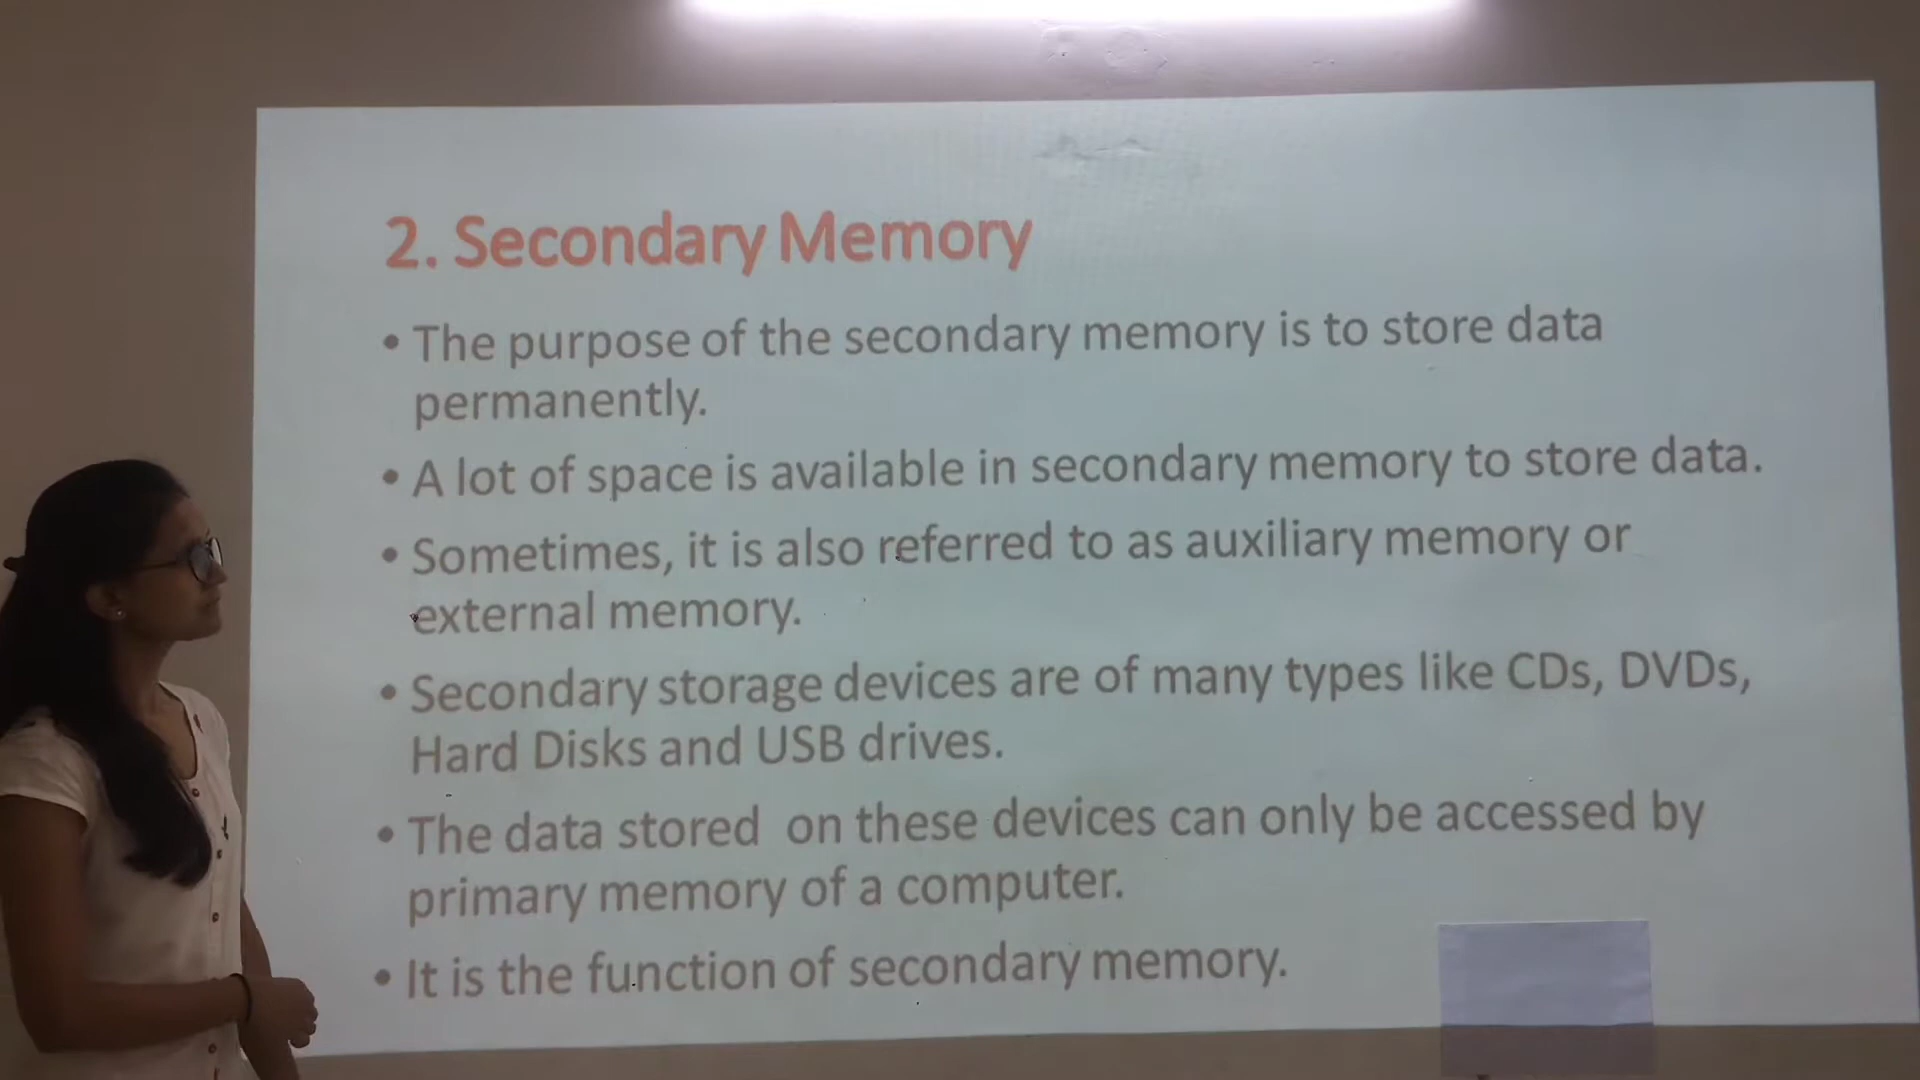 2. Secondary Memory
• The purpose of the secondary memory is to store data
permanently.
• A lot of space is available in secondary memory to store data.
• Sometimes, it is also referred to as auxiliary memory or
external memory.
• Secondary storage devices are of many types like CDs, DVDs,
Hard Disks and USB drives.
• The data stored on these devices can only be accessed by
primary memory of a computer.
• It is the function of secondary memory.